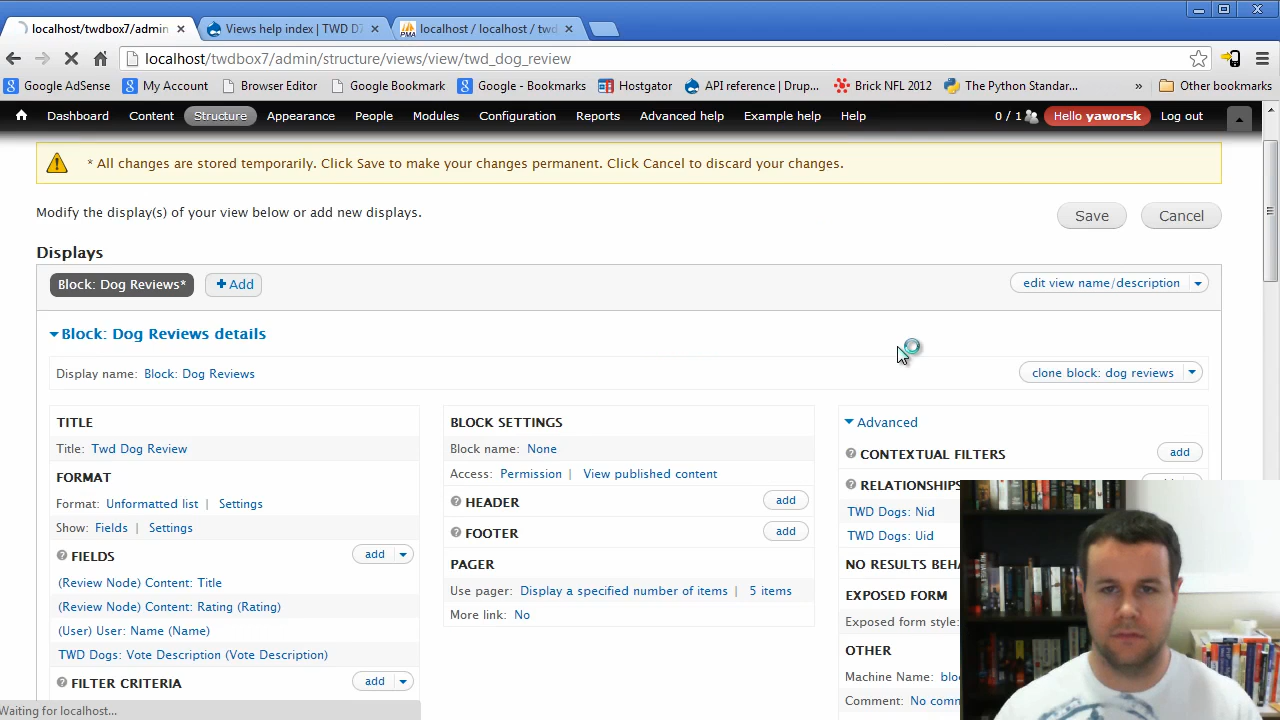 localhost/twdbox7/admin
Views help index | TWD D7
localhost / localhost / twd
localhost/twdbox7/admin/structure/views/view/twd_dog_review
Google AdSense
My Account
Browser Editor
Google Bookmark
Google - Bookmarks
Hostgator
API reference | Drup...
Brick NFL 2012
The Python Standar...
»
Other bookmarks
Dashboard
Content
Structure
Appearance
People
Modules
Configuration
Reports
Advanced help
Example help
Help
0 / 1
Hello yaworsk
Log out
* All changes are stored temporarily. Click Save to make your changes permanent. Click Cancel to discard your changes.
Modify the display(s) of your view below or add new displays.
Save
Cancel
Displays
Block: Dog Reviews*
+ Add
edit view name/description
Block: Dog Reviews details
Display name: Block: Dog Reviews
clone block: dog reviews
TITLE
Title: Twd Dog Review
FORMAT
Format: Unformatted list | Settings
Show: Fields | Settings
FIELDS
add
(Review Node) Content: Title
(Review Node) Content: Rating (Rating)
(User) User: Name (Name)
TWD Dogs: Vote Description (Vote Description)
FILTER CRITERIA
add
BLOCK SETTINGS
Block name: None
Access: Permission | View published content
HEADER
add
FOOTER
add
PAGER
Use pager: Display a specified number of items | 5 items
More link: No
Advanced
CONTEXTUAL FILTERS
add
RELATIONSHIPS
TWD Dogs: Nid
TWD Dogs: Uid
NO RESULTS BEHA
EXPOSED FORM
Exposed form style:
OTHER
Machine Name: blo
Comment: No comm
Waiting for localhost...